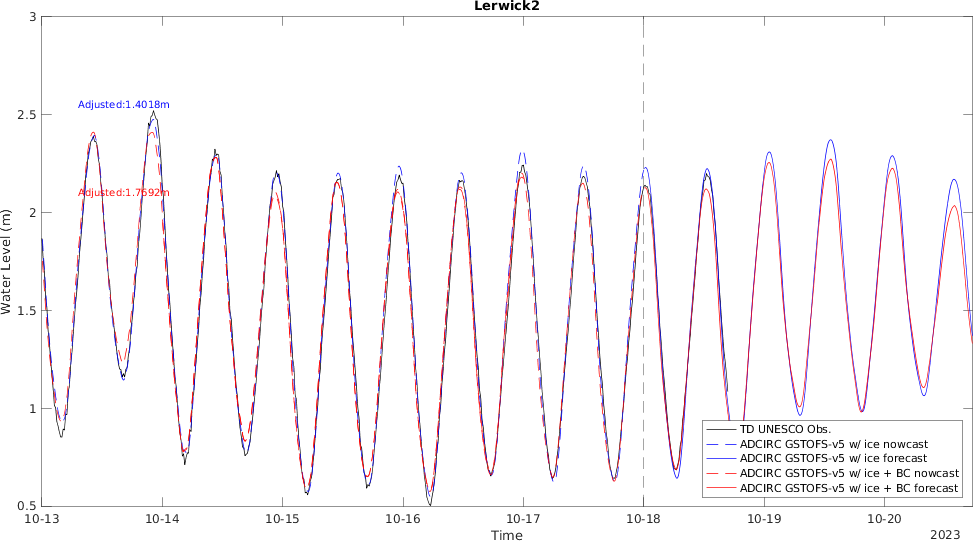 Lerwick2
3
2.5
2
1.5
1
0.5
Water Level (m)
Adjusted:1.4018m
Adjusted:1.7692m
TD UNESCO Obs.
ADCIRC GSTOFS-v5 w/ ice nowcast
ADCIRC GSTOFS-v5 w/ ice forecast
ADCIRC GSTOFS-v5 w/ ice + BC nowcast
ADCIRC GSTOFS-v5 w/ ice + BC forecast
10-13 10-14 10-15 10-16 10-17 10-18 10-19 10-20
Time
2023